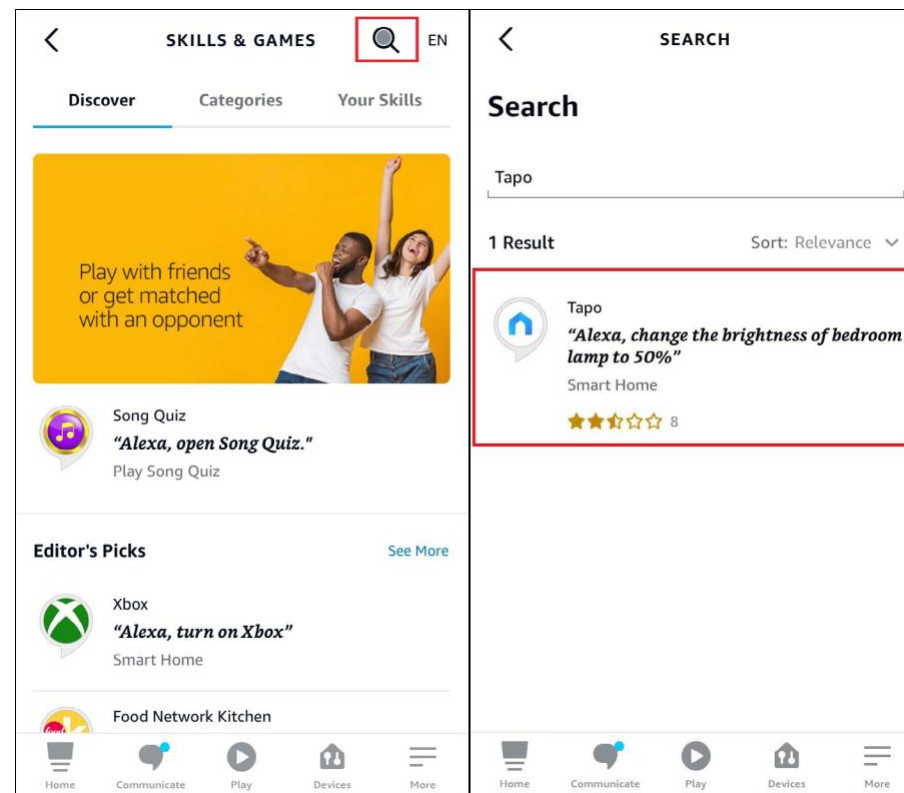 SKILLS & GAMES
EN
Discover
Categories
Your Skills
Play with friends
or get matched
with an opponent
Song Quiz
“Alexa, open Song Quiz."
Play Song Quiz
Editor's Picks
See More
Xbox
“Alexa, turn on Xbox”
Smart Home
Food Network Kitchen
Home
Communicate
Play
Devices
More
SEARCH
Search
Tapo
1 Result
Sort: Relevance
Tapo
“Alexa, change the brightness of bedroom
lamp to 50%”
Smart Home
8
Home
Communicate
Play
Devices
More